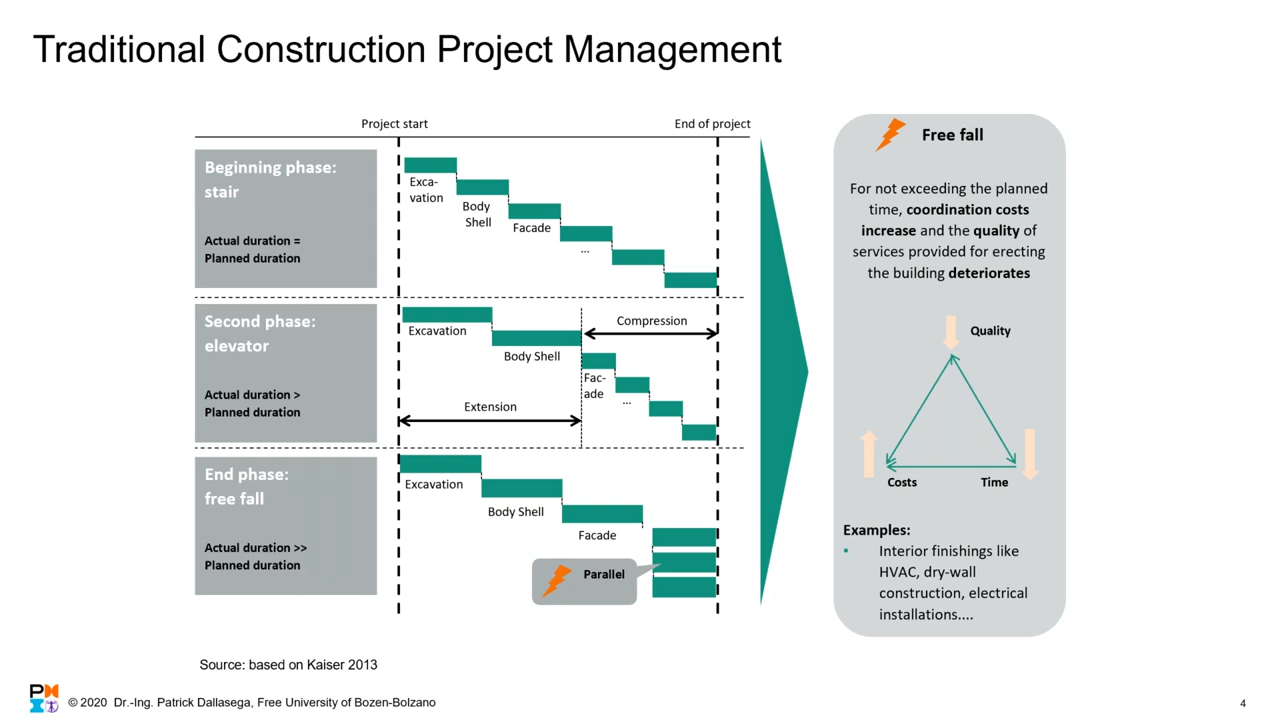 Traditional Construction Project Management
Project start
End of project
Beginning phase:
stair
Actual duration =
Planned duration
Exca-
vation
Body
Shell
Facade
...
Second phase:
elevator
Actual duration >
Planned duration
Excavation
Body Shell
Fac-
ade
...
Compression
Extension
End phase:
free fall
Actual duration >>
Planned duration
Excavation
Body Shell
Facade
Parallel
Free fall
For not exceeding the planned
time, coordination costs
increase and the quality of
services provided for erecting
the building deteriorates
Quality
Costs
Time
Examples:
• Interior finishings like
HVAC, dry-wall
construction, electrical
installations....
Source: based on Kaiser 2013
© 2020 Dr.-Ing. Patrick Dallasega, Free University of Bozen-Bolzano
4